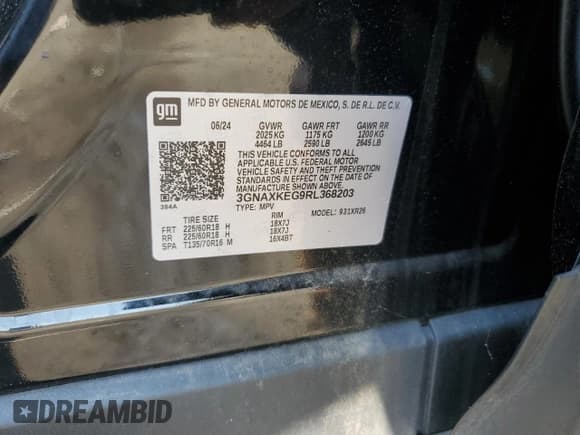 gm
MFD BY GENERAL MOTORS DE MEXICO, S. DE R.L. DE C.V.
06/24 GVWR GAWR FRT GAWR RR
2025 KG 1175 KG 1200 KG
4464 LB 2590 LB 2645 LB
THIS VEHICLE CONFORMS TO ALL
APPLICABLE U.S. FEDERAL MOTOR
VEHICLE SAFETY AND THEFT PREVENTION
STANDARDS IN EFFECT ON THE DATE OF
MANUFACTURE SHOWN ABOVE.
3GNAXKEG9RL368203
384A TYPE: MPV MODEL: 931XR26
TIRE SIZE RIM
FRT 225/60R18 H 18X7J
RR 225/60R18 H 18X7J
SPA T135/70R16 M 16X4BT
DREAMBID